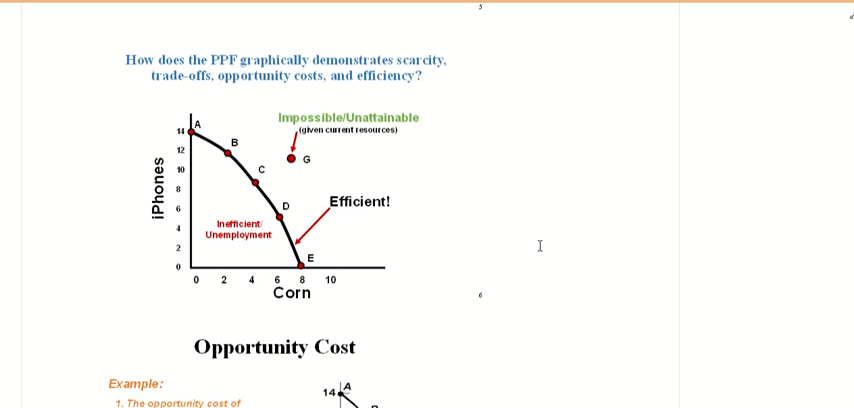 5
How does the PPF graphically demonstrates scarcity,
trade-offs, opportunity costs, and efficiency?
Impossible/Unattainable
(given current resources)
A
14
B
12
G
C
10
iPhones
8
D
Efficient!
6
Inefficient/
4
Unemployment
2
E
0
0 2 4 6 8 10
Corn
6
Opportunity Cost
Example:
14 A
1. The opportunity cost of